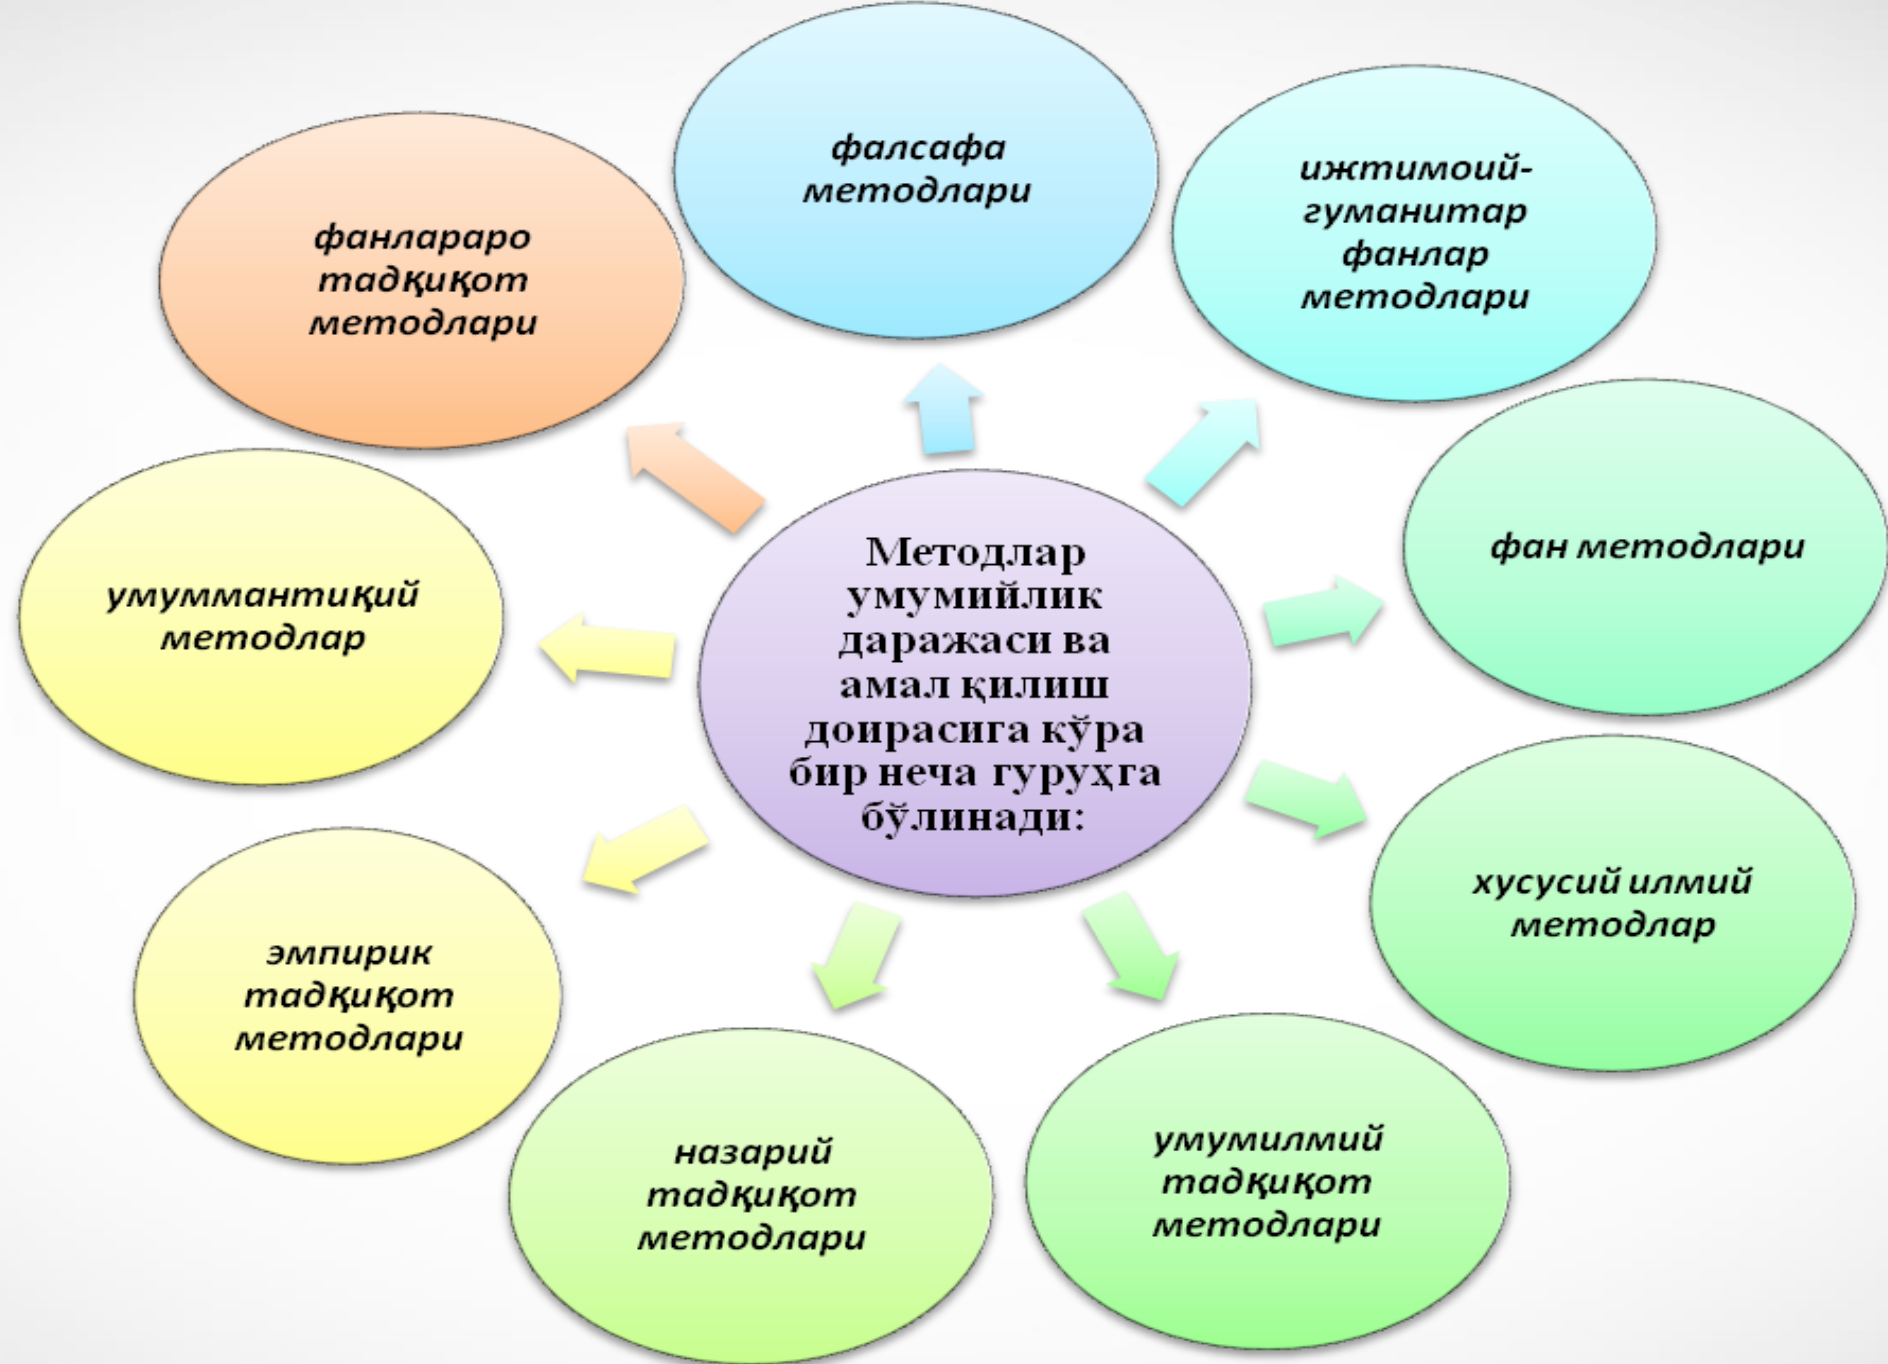 фалсафа
методлари
ижтимоий-
гуманитар
фанлар
методлари
фан методлари
хусусий илмий
методлар
умумилмий
тадқиқот
методлари
назарий
тадқиқот
методлари
эмпирик
тадқиқот
методлари
умуммантиқий
методлар
фанлараро
тадқиқот
методлари
Методлар
умумийлик
даражаси ва
амал қилиш
доирасига кўра
бир неча гуруҳга
бўлинади: